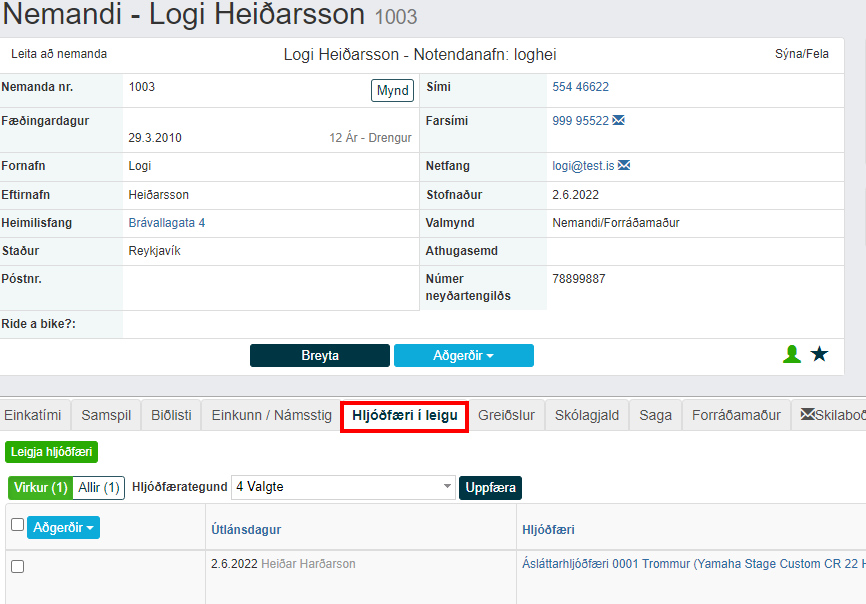 Nemandi - Logi Heiðarsson 1003
Leita að nemanda Logi Heiðarsson - Notendanafn: loghei Sýna/Fela
Nemanda nr. 1003 Mynd Sími 554 46622
Fæðingardagur 29.3.2010 12 Ár - Drengur Farsími 999 95522
Fornafn Logi Netfang logi@test.is
Eftirnafn Heiðarsson Stofnaður 2.6.2022
Heimilisfang Brávallagata 4 Valmynd Nemandi/Forráðamaður
Staður Reykjavík Athugasemd
Póstnr. Númer neyðartengilðs 78899887
Ride a bike?:
Breyta Aðgerðir
Einkatími Samspil Biðlisti Einkunn / Námsstig Hljóðfæri í leigu Greiðslur Skólagjald Saga Forráðamaður Skilaboð
Leigja hljóðfæri
Virkur (1) Allir (1) Hljóðfærategund 4 Valgte Uppfæra
Aðgerðir Útlánsdagur Hljóðfæri
2.6.2022 Heiðar Harðarson Ásláttarhljóðfæri 0001 Trommur (Yamaha Stage Custom CR 22